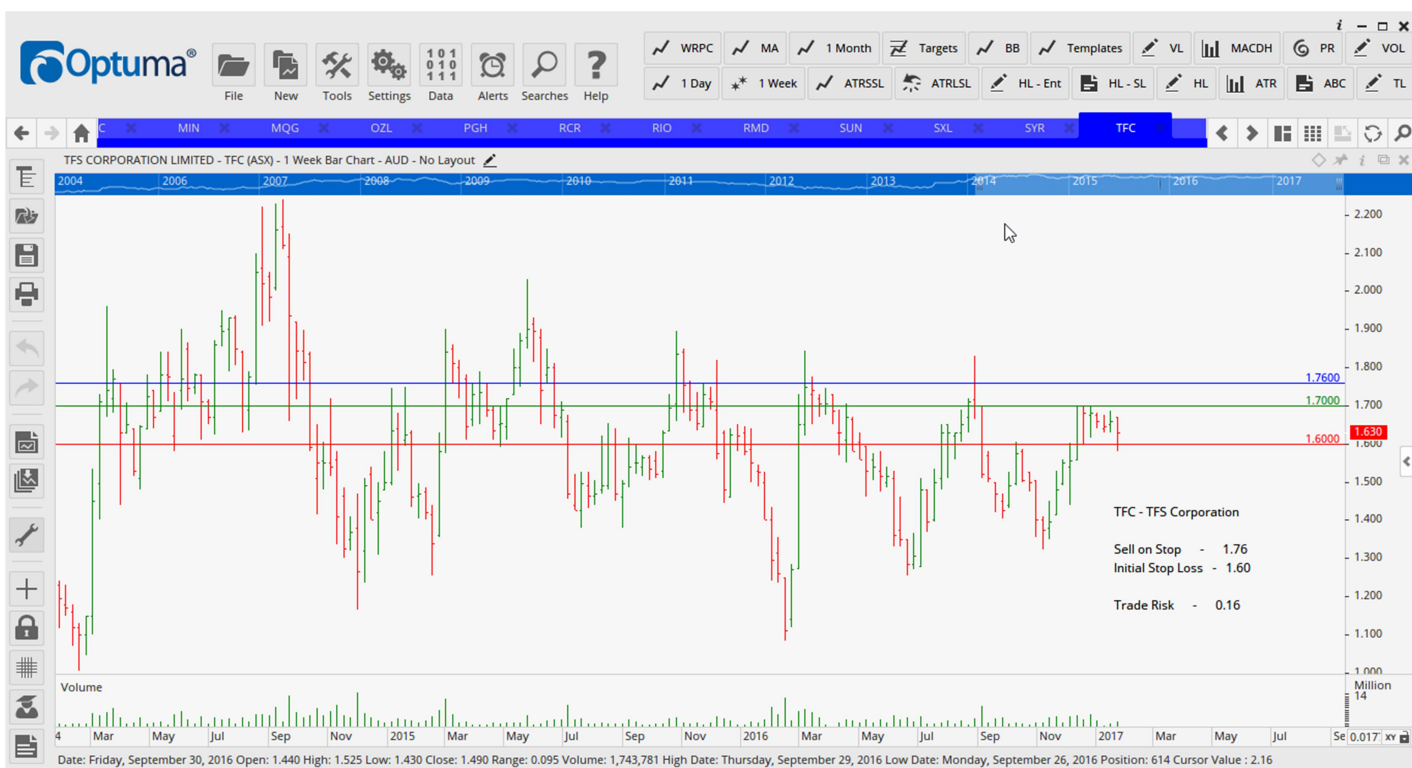 Optuma®
File
New
Tools
Settings
Data
Alerts
Searches
Help
WRPC MA 1 Month Targets BB Templates VL MACDH PR VOL
1 Day 1 Week ATRSSL ATRLSL HL - Ent HL - SL HL ATR ABC TL
C MIN MQG OZL PGH RCR RIO RMD SUN SXL SYR TFC
TFS CORPORATION LIMITED - TFC (ASX) - 1 Week Bar Chart - AUD - No Layout
2004 2006 2007 2008 2009 2010 2011 2012 2013 2014 2015 2016 2017
2.200
2.100
2.000
1.900
1.800
1.7600
1.7000
1.700
1.630
1.6000
1.600
1.500
1.400
1.300
1.200
1.100
1.000
TFC - TFS Corporation
Sell on Stop - 1.76
Initial Stop Loss - 1.60
Trade Risk - 0.16
Volume
Million
14
4 Mar May Jul Sep Nov 2015 Mar May Jul Sep Nov 2016 Mar May Jul Sep Nov 2017 Mar May Jul Se
0.017 XY
Date: Friday, September 30, 2016 Open: 1.440 High: 1.525 Low: 1.430 Close: 1.490 Range: 0.095 Volume: 1,743,781 High Date: Thursday, September 29, 2016 Low Date: Monday, September 26, 2016 Position: 614 Cursor Value : 2.16